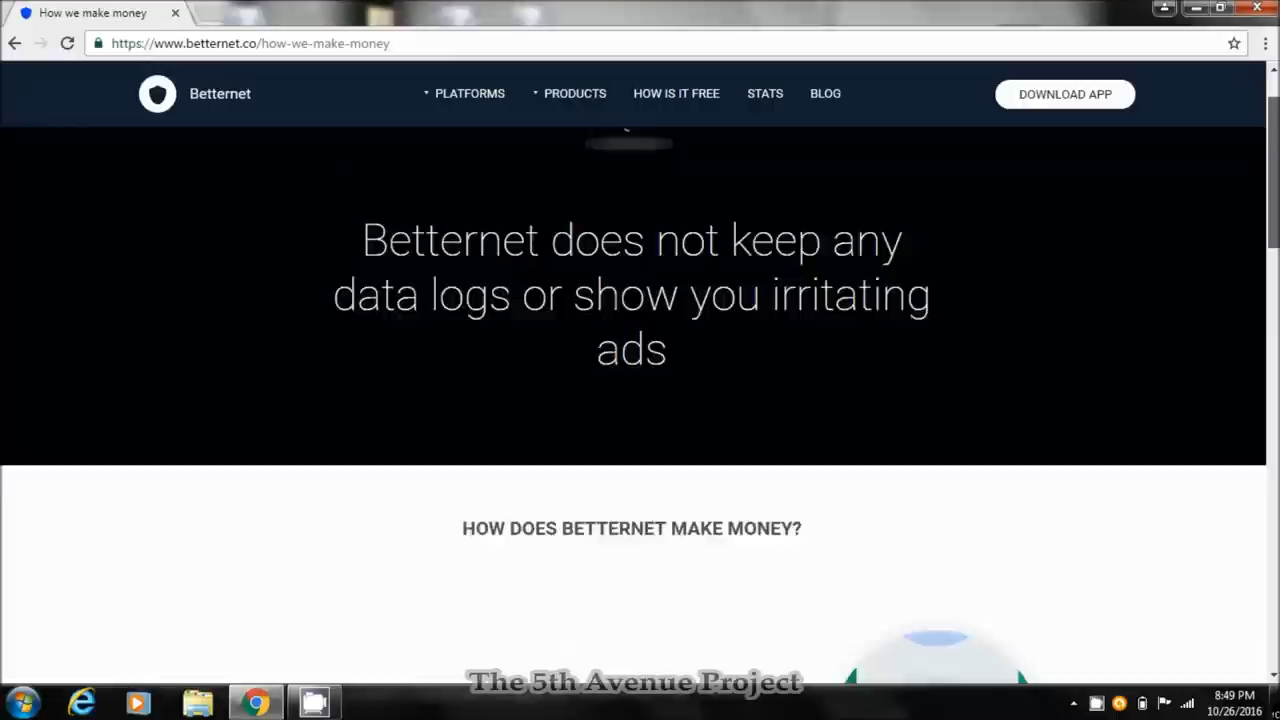 How we make money
https://www.betternet.co/how-we-make-money
Betternet
PLATFORMS
PRODUCTS
HOW IS IT FREE
STATS
BLOG
DOWNLOAD APP
Betternet does not keep any
data logs or show you irritating
ads
HOW DOES BETTERNET MAKE MONEY?
The 5th Avenue Project
8:49 PM
10/26/2016